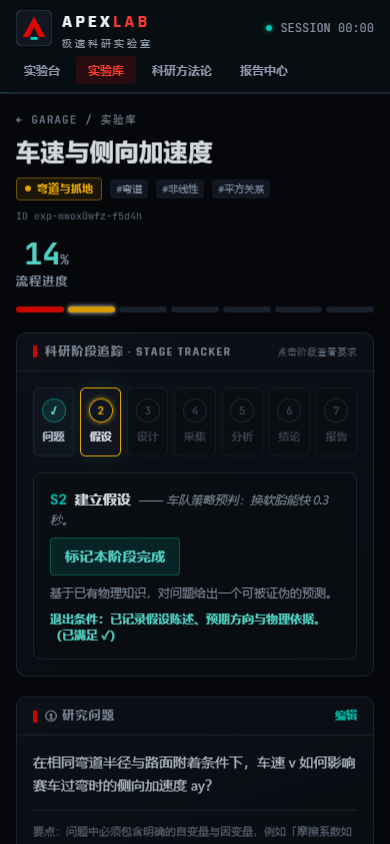 APEXLAB
极速科研实验室
SESSION 00:00
实验台 实验库 科研方法论 报告中心
← GARAGE / 实验库
车速与侧向加速度
弯道与抓地 #弯道 #非线性 #平方关系
ID exp-mwox0wfz-f5d4h
14%
流程进度
科研阶段追踪 · STAGE TRACKER 点击阶段查看要求
✓ 2 3 4 5 6 7
问题 假设 设计 采集 分析 结论 报告
S2 建立假设 —— 车队策略预判：换软胎能快 0.3
秒。
标记本阶段完成
基于已有物理知识，对问题给出一个可被证伪的预测。
退出条件：已记录假设陈述、预期方向与物理依据。
（已满足 ✓）
① 研究问题 编辑
在相同弯道半径与路面附着条件下，车速 v 如何影响
赛车过弯时的侧向加速度 ay？
要点：问题中必须包含明确的自变量与因变量，例如「摩擦系数如